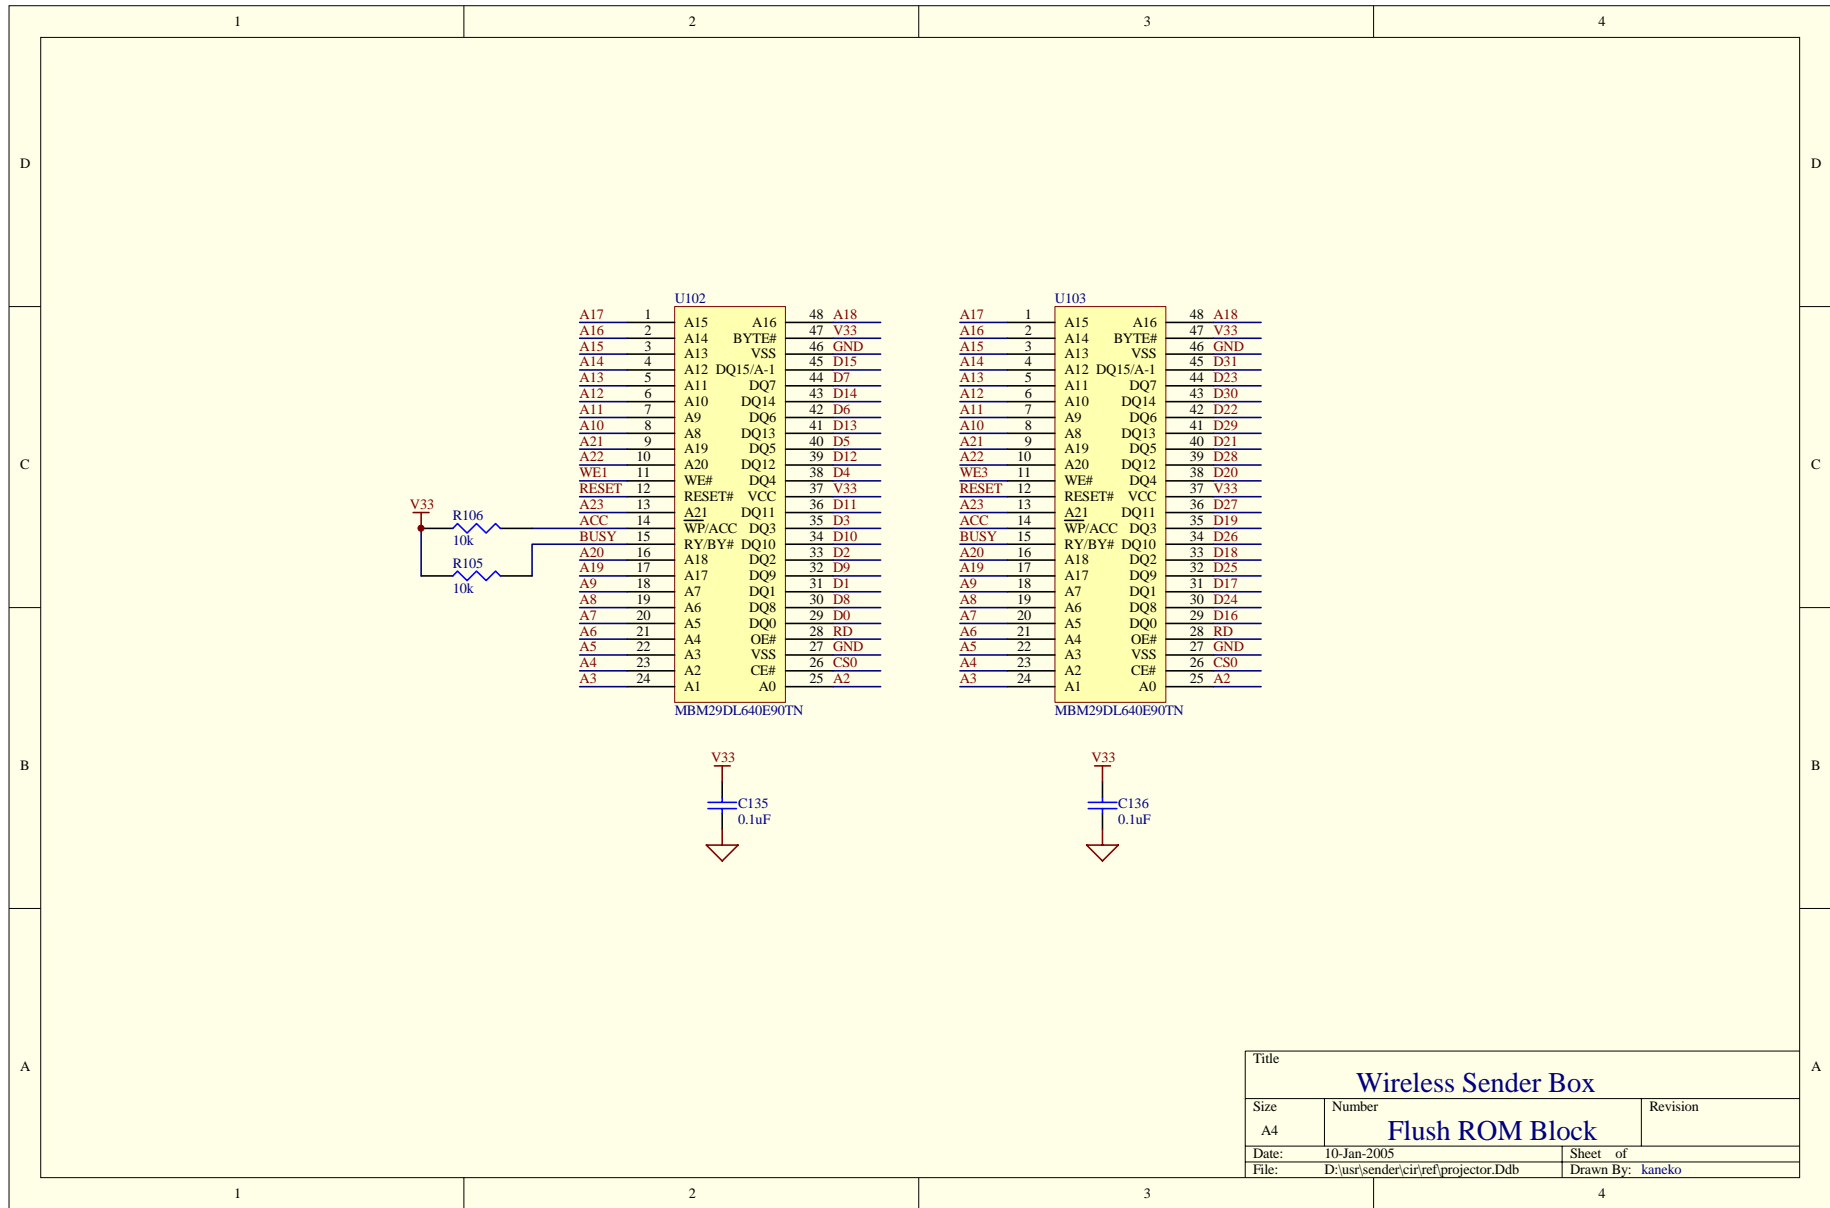 1 2 3 4
D D
U102 U103
A17 1 A15 A16 48 A18 A17 1 A15 A16 48 A18
A16 2 A14 BYTE# 47 V33 A16 2 A14 BYTE# 47 V33
A15 3 A13 VSS 46 GND A15 3 A13 VSS 46 GND
A14 4 A12 DQ15/A-1 45 D15 A14 4 A12 DQ15/A-1 45 D31
A13 5 A11 DQ7 44 D7 A13 5 A11 DQ7 44 D23
A12 6 A10 DQ14 43 D14 A12 6 A10 DQ14 43 D30
A11 7 A9 DQ6 42 D6 A11 7 A9 DQ6 42 D22
A10 8 A8 DQ13 41 D13 A10 8 A8 DQ13 41 D29
A21 9 A19 DQ5 40 D5 A21 9 A19 DQ5 40 D21
C A22 10 A20 DQ12 39 D12 A22 10 A20 DQ12 39 D28 C
WE1 11 WE# DQ4 38 D4 WE3 11 WE# DQ4 38 D20
RESET 12 RESET# VCC 37 V33 RESET 12 RESET# VCC 37 V33
V33 A23 13 A21 DQ11 36 D11 A23 13 A21 DQ11 36 D27
R106 ACC 14 WP/ACC DQ3 35 D3 ACC 14 WP/ACC DQ3 35 D19
10k BUSY 15 RY/BY# DQ10 34 D10 BUSY 15 RY/BY# DQ10 34 D26
A20 16 A18 DQ2 33 D2 A20 16 A18 DQ2 33 D18
R105 A19 17 A17 DQ9 32 D9 A19 17 A17 DQ9 32 D25
10k A9 18 A7 DQ1 31 D1 A9 18 A7 DQ1 31 D17
A8 19 A6 DQ8 30 D8 A8 19 A6 DQ8 30 D24
A7 20 A5 DQ0 29 D0 A7 20 A5 DQ0 29 D16
A6 21 A4 OE# 28 RD A6 21 A4 OE# 28 RD
A5 22 A3 VSS 27 GND A5 22 A3 VSS 27 GND
A4 23 A2 CE# 26 CS0 A4 23 A2 CE# 26 CS0
A3 24 A1 A0 25 A2 A3 24 A1 A0 25 A2
MBM29DL640E90TN MBM29DL640E90TN
V33 V33
B B
C135 C136
0.1uF 0.1uF
A A
Title
Wireless Sender Box
Size Number Revision
A4 Flush ROM Block
Date: 10-Jan-2005 Sheet of
File: D:\usr\sender\cir\ref\projector.Ddb Drawn By: kaneko
1 2 3 4